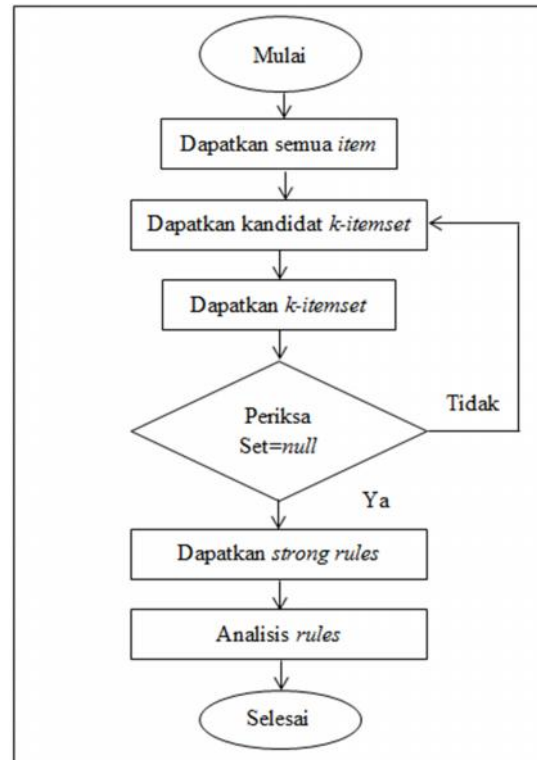 Mulai
Dapatkan semua item
Dapatkan kandidat k-itemset
Dapatkan k-itemset
Periksa
Set=null
Tidak
Ya
Dapatkan strong rules
Analisis rules
Selesai